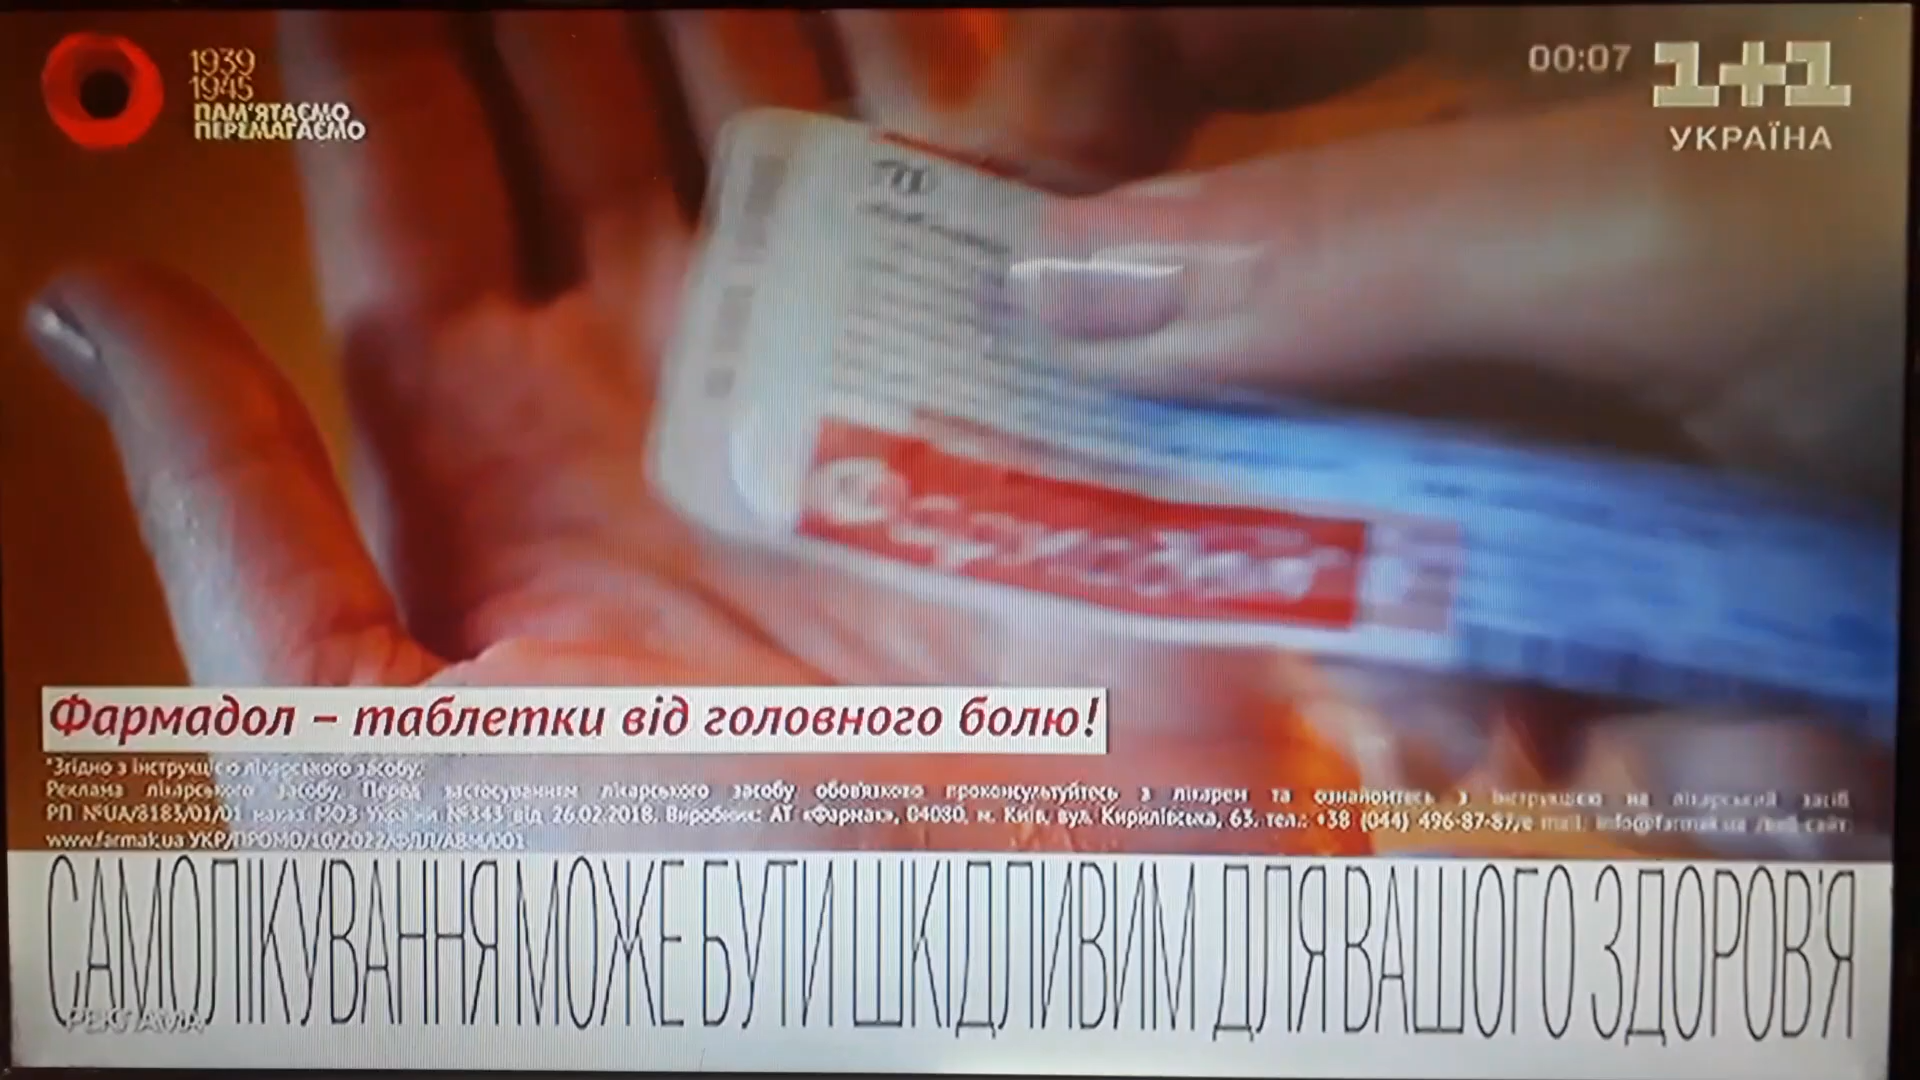 1939
1945
ПАМ'ЯТАЄМО
ПЕРЕМАГАЄМО
00:07
1+1
УКРАЇНА
Фармадол
Фармадол – таблетки від головного болю!
*Згідно з інструкцією лікарського засобу.
Реклама лікарського засобу. Перед застосуванням лікарського засобу обов'язково проконсультуйтесь з лікарем та ознайомтесь з інструкцією на лікарський засіб
РП №UA/8183/01/01 наказ МОЗ України №343 від 26.02.2018. Виробник: АТ «Фармак», 04080, м. Київ, вул. Кирилівська, 63, тел.: +38 (044) 496-87-87, e mail: info@farmak.ua /веб-сайт
www.farmak.ua УКР/ПРОМО/10/2022/ФДЛ/АВМ/001
САМОЛІКУВАННЯ МОЖЕ БУТИ ШКІДЛИВИМ ДЛЯ ВАШОГО ЗДОРОВ'Я
РЕКЛАМА